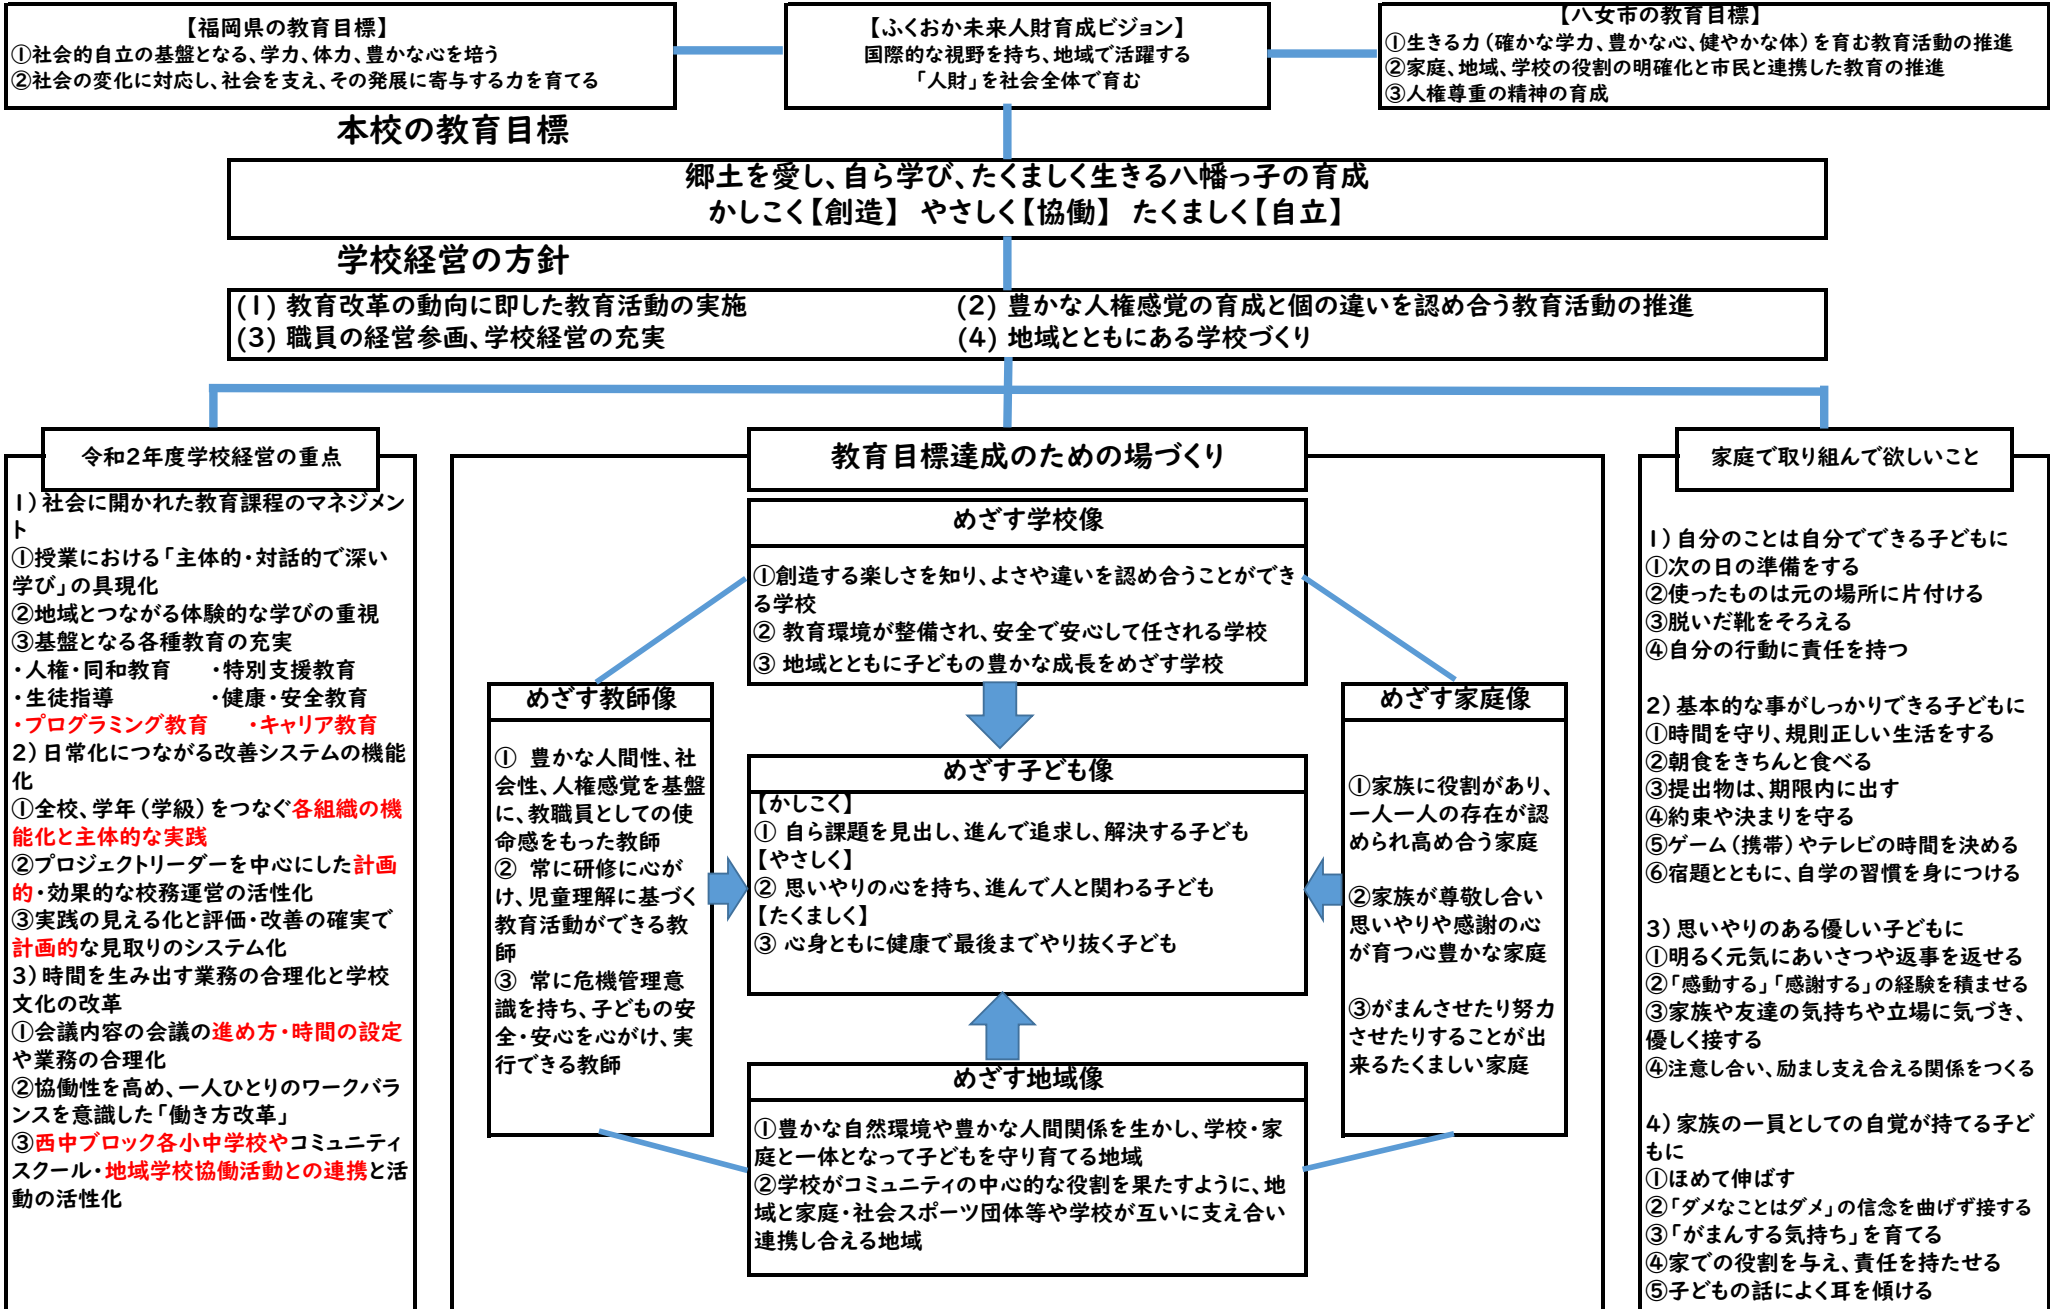 【福岡県の教育目標】
①社会的自立の基盤となる、学力、体力、豊かな心を培う
②社会の変化に対応し、社会を支え、その発展に寄与する力を育てる
【ふくおか未来人財育成ビジョン】
国際的な視野を持ち、地域で活躍する
「人財」を社会全体で育む
【八女市の教育目標】
①生きる力（確かな学力、豊かな心、健やかな体）を育む教育活動の推進
②家庭、地域、学校の役割の明確化と市民と連携した教育の推進
③人権尊重の精神の育成
本校の教育目標
郷土を愛し、自ら学び、たくましく生きる八幡っ子の育成
かしこく【創造】 やさしく【協働】 たくましく【自立】
学校経営の方針
(1) 教育改革の動向に即した教育活動の実施
(2) 豊かな人権感覚の育成と個の違いを認め合う教育活動の推進
(3) 職員の経営参画、学校経営の充実
(4) 地域とともにある学校づくり
令和2年度学校経営の重点
1）社会に開かれた教育課程のマネジメン
ト
①授業における「主体的・対話的で深い
学び」の具現化
②地域とつながる体験的な学びの重視
③基盤となる各種教育の充実
・人権・同和教育 ・特別支援教育
・生徒指導 ・健康・安全教育
・プログラミング教育 ・キャリア教育
2）日常化につながる改善システムの機能
化
①全校、学年（学級）をつなぐ各組織の機
能化と主体的な実践
②プロジェクトリーダーを中心にした計画
的・効果的な校務運営の活性化
③実践の見える化と評価・改善の確実で
計画的な見取りのシステム化
3）時間を生み出す業務の合理化と学校
文化の改革
①会議内容の会議の進め方・時間の設定
や業務の合理化
②協働性を高め、一人ひとりのワークバラ
ンスを意識した「働き方改革」
③西中ブロック各小中学校やコミュニティ
スクール・地域学校協働活動との連携と活
動の活性化
教育目標達成のための場づくり
めざす学校像
①創造する楽しさを知り、よさや違いを認め合うことができ
る学校
② 教育環境が整備され、安全で安心して任される学校
③ 地域とともに子どもの豊かな成長をめざす学校
めざす教師像
① 豊かな人間性、社
会性、人権感覚を基盤
に、教職員としての使
命感をもった教師
② 常に研修に心が
け、児童理解に基づく
教育活動ができる教
師
③ 常に危機管理意
識を持ち、子どもの安
全・安心を心がけ、実
行できる教師
めざす子ども像
【かしこく】
① 自ら課題を見出し、進んで追求し、解決する子ども
【やさしく】
② 思いやりの心を持ち、進んで人と関わる子ども
【たくましく】
③ 心身ともに健康で最後までやり抜く子ども
めざす家庭像
①家族に役割があり、
一人一人の存在が認
められ高め合う家庭
②家族が尊敬し合い
思いやりや感謝の心
が育つ心豊かな家庭
③がまんさせたり努力
させたりすることが出
来るたくましい家庭
めざす地域像
①豊かな自然環境や豊かな人間関係を生かし、学校・家
庭と一体となって子どもを守り育てる地域
②学校がコミュニティの中心的な役割を果たすように、地
域と家庭・社会スポーツ団体等や学校が互いに支え合い
連携し合える地域
家庭で取り組んで欲しいこと
1）自分のことは自分でできる子どもに
①次の日の準備をする
②使ったものは元の場所に片付ける
③脱いだ靴をそろえる
④自分の行動に責任を持つ
2）基本的な事がしっかりできる子どもに
①時間を守り、規則正しい生活をする
②朝食をきちんと食べる
③提出物は、期限内に出す
④約束や決まりを守る
⑤ゲーム（携帯）やテレビの時間を決める
⑥宿題とともに、自学の習慣を身につける
3）思いやりのある優しい子どもに
①明るく元気にあいさつや返事を返せる
②「感動する」「感謝する」の経験を積ませる
③家族や友達の気持ちや立場に気づき、
優しく接する
④注意し合い、励まし支え合える関係をつくる
4）家族の一員としての自覚が持てる子ど
もに
①ほめて伸ばす
②「ダメなことはダメ」の信念を曲げず接する
③「がまんする気持ち」を育てる
④家での役割を与え、責任を持たせる
⑤子どもの話によく耳を傾ける